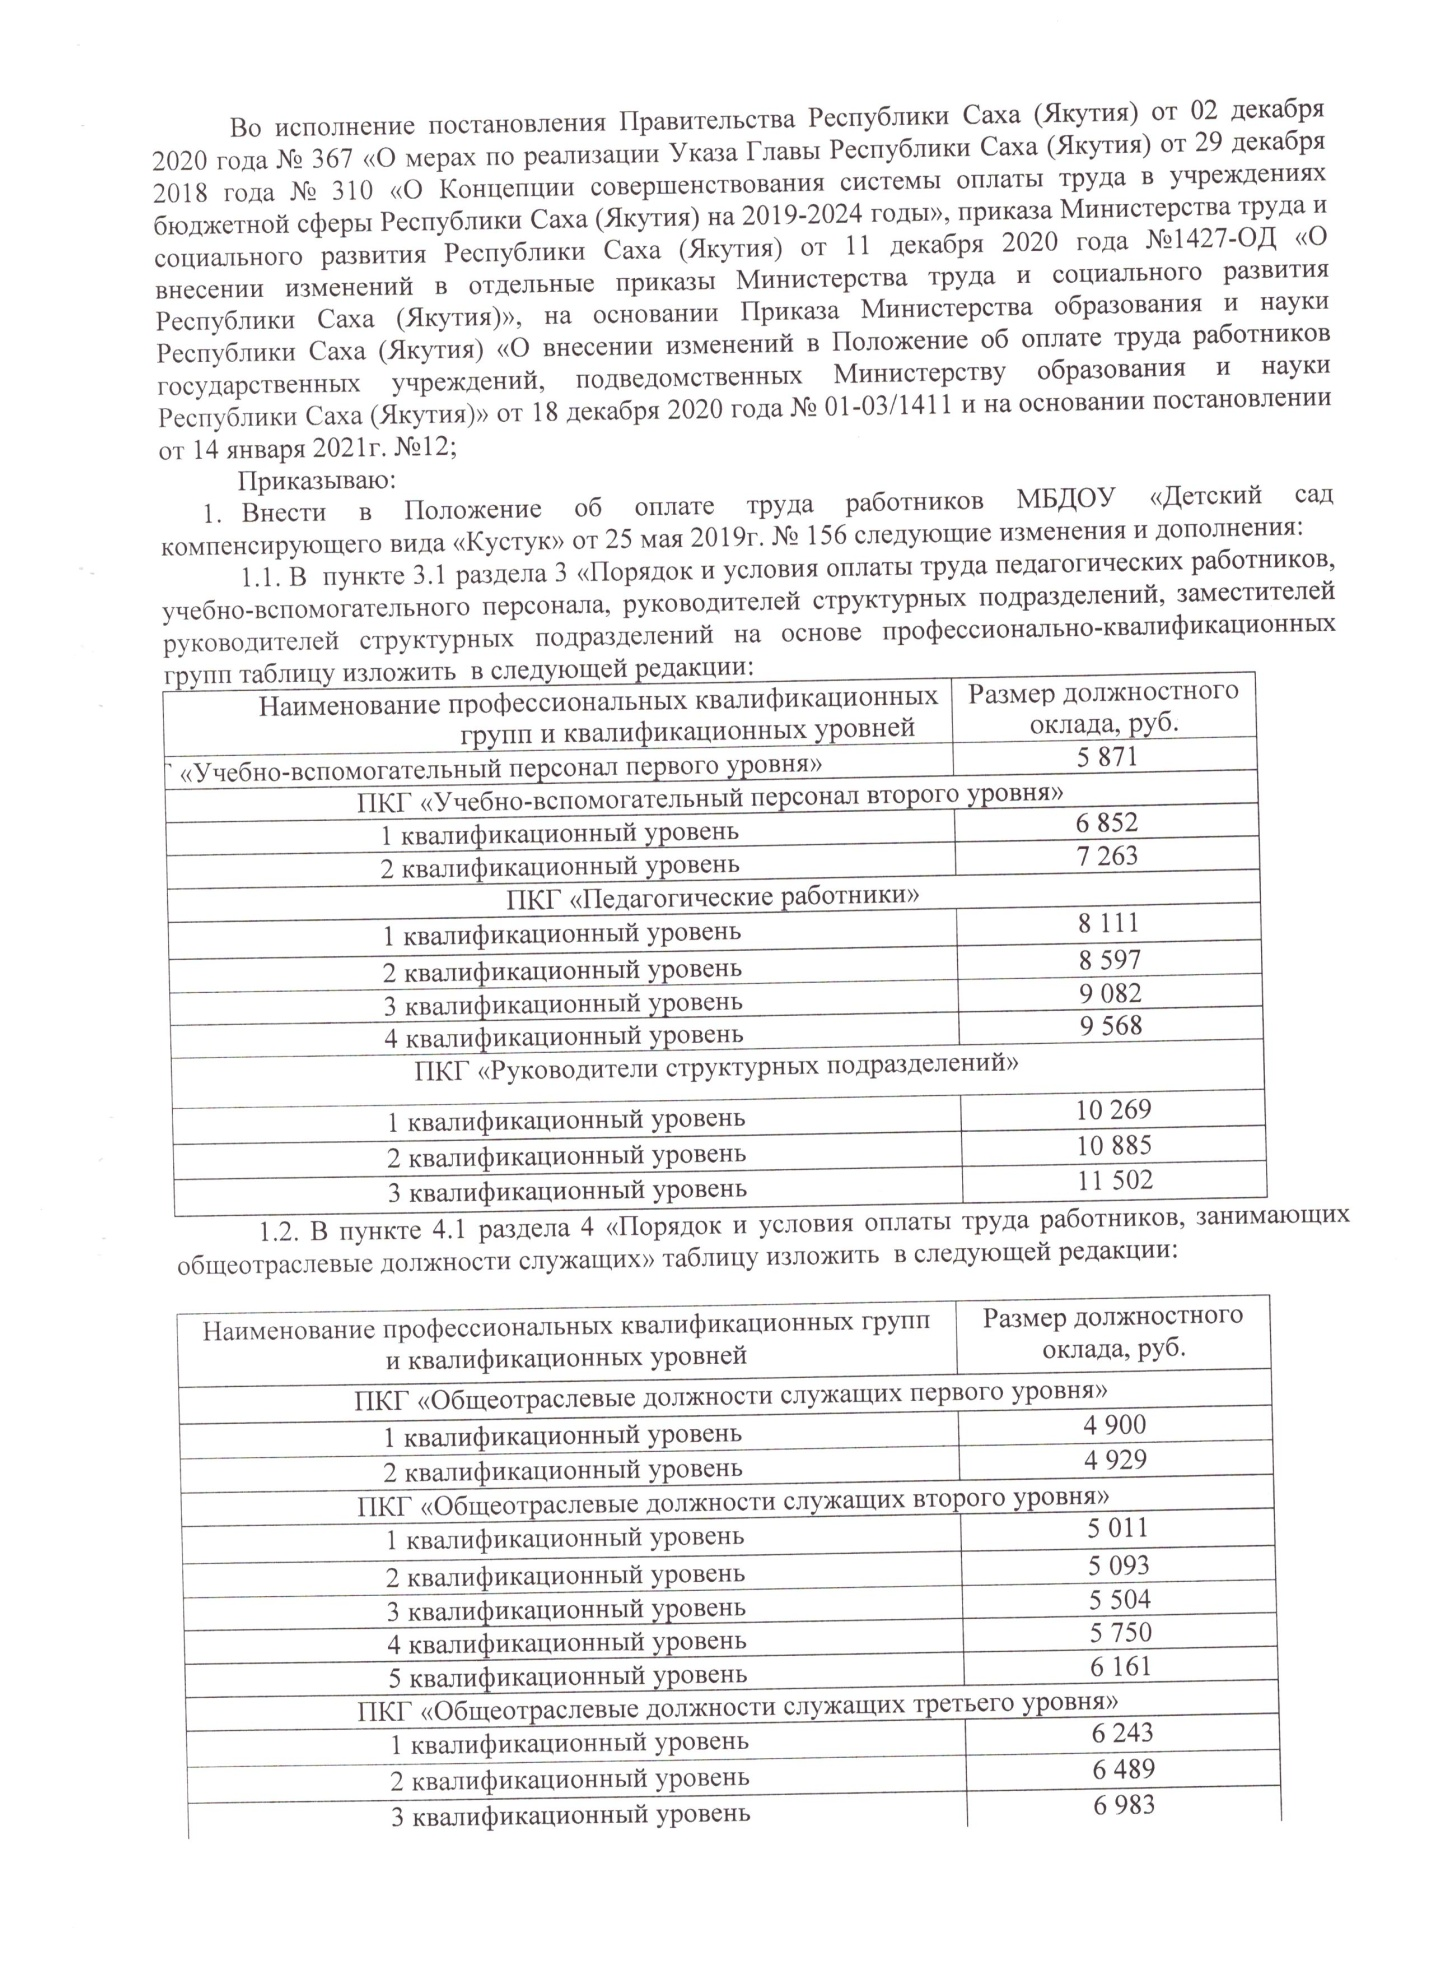 Во исполнение постановления Правительства Республики Саха (Якутия) от 02 декабря
2020 года № 367 «О мерах по реализации Указа Главы Республики Саха (Якутия) от 29 декабря
2018 года № 310 «О Концепции совершенствования системы оплаты труда в учреждениях
бюджетной сферы Республики Саха (Якутия) на 2019-2024 годы», приказа Министерства труда и
социального развития Республики Саха (Якутия) от 11 декабря 2020 года №1427-ОД «О
внесении изменений в отдельные приказы Министерства труда и социального развития
Республики Саха (Якутия)», на основании Приказа Министерства образования и науки
Республики Саха (Якутия) «О внесении изменений в Положение об оплате труда работников
государственных учреждений, подведомственных Министерству образования и науки
Республики Саха (Якутия)» от 18 декабря 2020 года № 01-03/1411 и на основании постановлении
от 14 января 2021г. №12;
Приказываю:
1. Внести в Положение об оплате труда работников МБДОУ «Детский сад
компенсирующего вида «Кустук» от 25 мая 2019г. № 156 следующие изменения и дополнения:
1.1. В пункте 3.1 раздела 3 «Порядок и условия оплаты труда педагогических работников,
учебно-вспомогательного персонала, руководителей структурных подразделений, заместителей
руководителей структурных подразделений на основе профессионально-квалификационных
групп таблицу изложить в следующей редакции:
Наименование профессиональных квалификационных Размер должностного
групп и квалификационных уровней оклада, руб.
«Учебно-вспомогательный персонал первого уровня» 5 871
ПКГ «Учебно-вспомогательный персонал второго уровня»
1 квалификационный уровень 6 852
2 квалификационный уровень 7 263
ПКГ «Педагогические работники»
1 квалификационный уровень 8 111
2 квалификационный уровень 8 597
3 квалификационный уровень 9 082
4 квалификационный уровень 9 568
ПКГ «Руководители структурных подразделений»
1 квалификационный уровень 10 269
2 квалификационный уровень 10 885
3 квалификационный уровень 11 502
1.2. В пункте 4.1 раздела 4 «Порядок и условия оплаты труда работников, занимающих
общеотраслевые должности служащих» таблицу изложить в следующей редакции:
Наименование профессиональных квалификационных групп Размер должностного
и квалификационных уровней оклада, руб.
ПКГ «Общеотраслевые должности служащих первого уровня»
1 квалификационный уровень 4 900
2 квалификационный уровень 4 929
ПКГ «Общеотраслевые должности служащих второго уровня»
1 квалификационный уровень 5 011
2 квалификационный уровень 5 093
3 квалификационный уровень 5 504
4 квалификационный уровень 5 750
5 квалификационный уровень 6 161
ПКГ «Общеотраслевые должности служащих третьего уровня»
1 квалификационный уровень 6 243
2 квалификационный уровень 6 489
3 квалификационный уровень 6 983